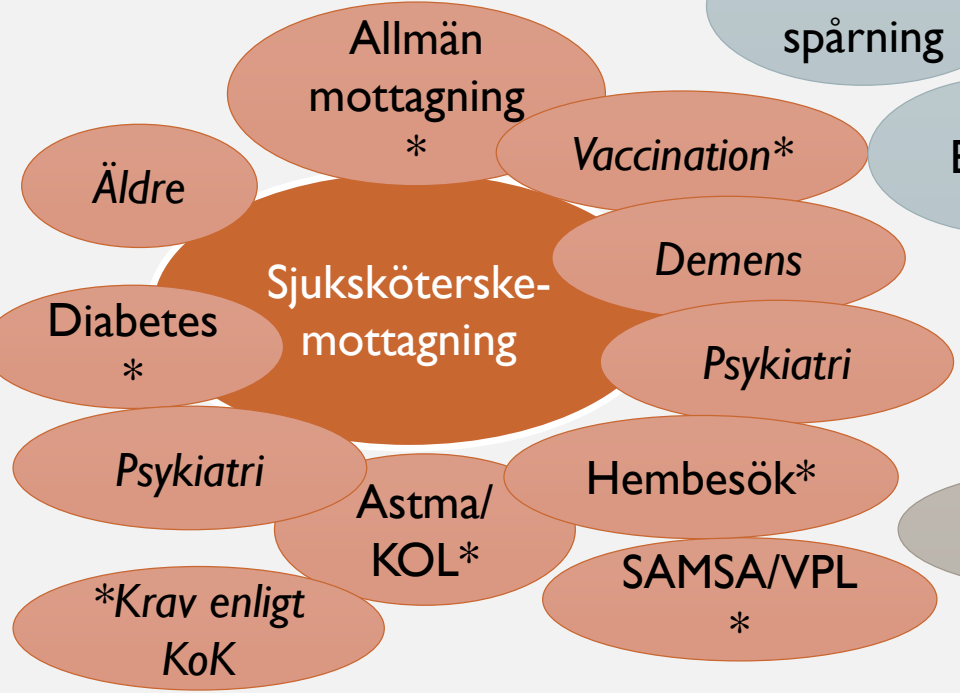 Allmän
mottagning
*
spårning
Vaccination*
Äldre
Demens
Sjuksköterske-
mottagning
Diabetes
*
Psykiatri
Psykiatri
Hembesök*
Astma/
KOL*
SAMSA/VPL
*
*Krav enligt
KoK